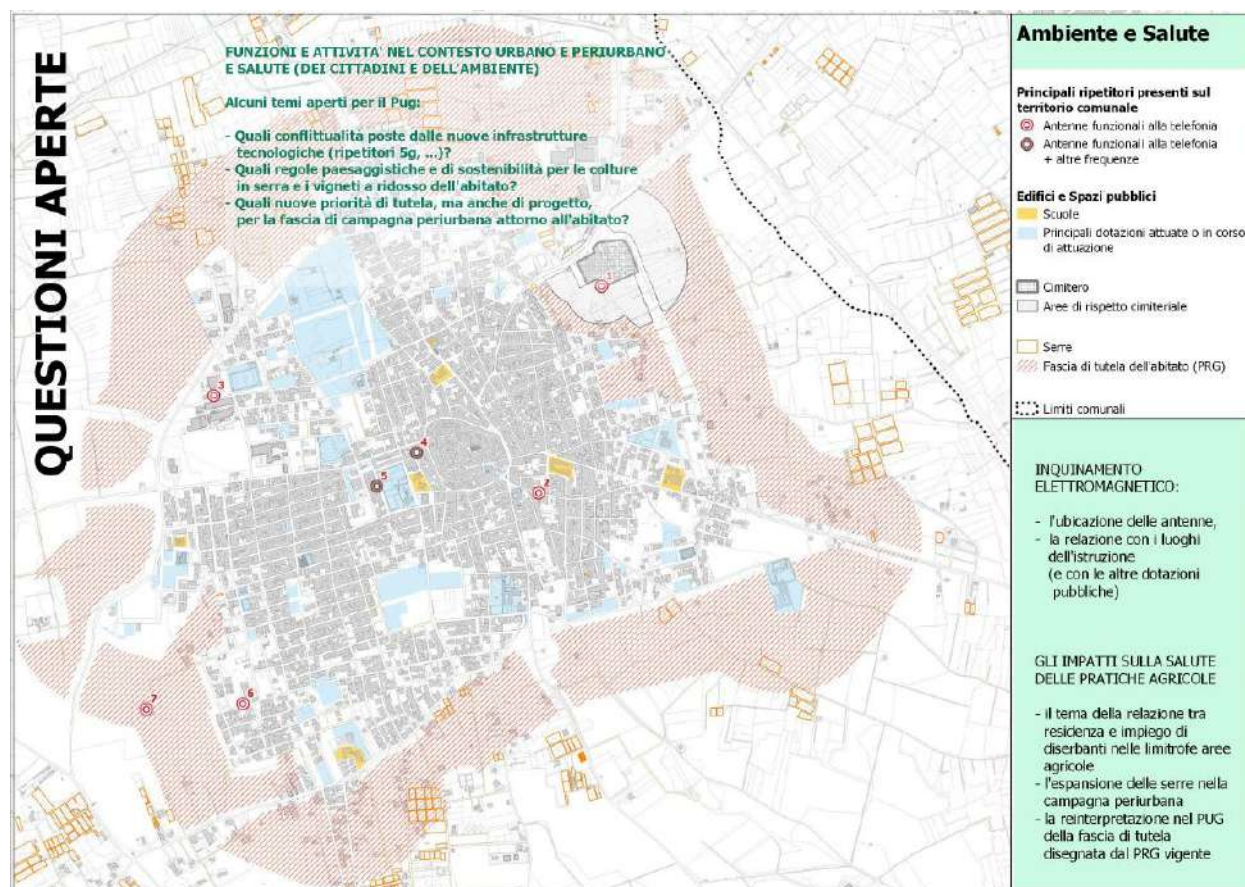 QUESTIONI APERTE
FUNZIONI E ATTIVITA' NEL CONTESTO URBANO E PERIURBANO
E SALUTE (DEI CITTADINI E DELL'AMBIENTE)
Alcuni temi aperti per il Pug:
- Quali conflittualità poste dalle nuove infrastrutture
tecnologiche (ripetitori 5g, ...)?
- Quali regole paesaggistiche e di sostenibilità per le colture
in serra e i vigneti a ridosso dell'abitato?
- Quali nuove priorità di tutela, ma anche di progetto,
per la fascia di campagna periurbana attorno all'abitato?
1
3
4
5
2
7
6
Ambiente e Salute
Principali ripetitori presenti sul
territorio comunale
Antenne funzionali alla telefonia
Antenne funzionali alla telefonia
+ altre frequenze
Edifici e Spazi pubblici
Scuole
Principali dotazioni attuate o in corso
di attuazione
Cimitero
Aree di rispetto cimiteriale
Serre
Fascia di tutela dell'abitato (PRG)
Limiti comunali
INQUINAMENTO
ELETTROMAGNETICO:
- l'ubicazione delle antenne,
- la relazione con i luoghi
dell'istruzione
(e con le altre dotazioni
pubbliche)
GLI IMPATTI SULLA SALUTE
DELLE PRATICHE AGRICOLE
- il tema della relazione tra
residenza e impiego di
diserbanti nelle limitrofe aree
agricole
- l'espansione delle serre nella
campagna periurbana
- la reinterpretazione nel PUG
della fascia di tutela
disegnata dal PRG vigente